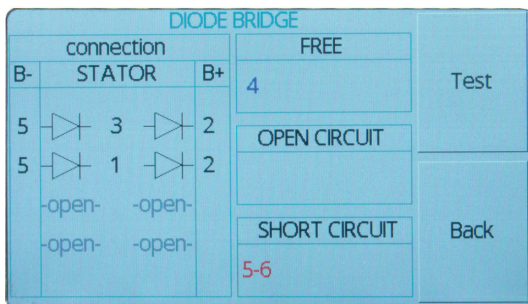 DIODE BRIDGE
connection
B- STATOR B+
5 3 2
5 1 2
-open- -open-
-open- -open-
FREE
4
OPEN CIRCUIT
SHORT CIRCUIT
5-6
Test
Back